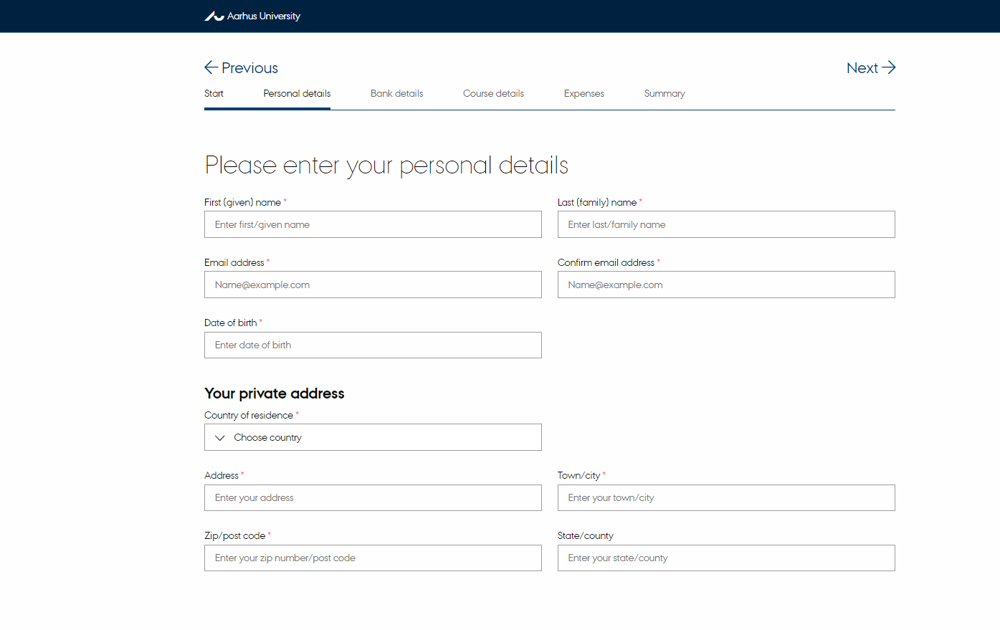 Aarhus University
Previous
Next
Start Personal details Bank details Course details Expenses Summary
Please enter your personal details
First (given) name * Last (family) name *
Enter first/given name Enter last/family name
Email address * Confirm email address *
Name@example.com Name@example.com
Date of birth *
Enter date of birth
Your private address
Country of residence *
Choose country
Address * Town/city *
Enter your address Enter your town/city
Zip/post code * State/county
Enter your zip number/post code Enter your state/county